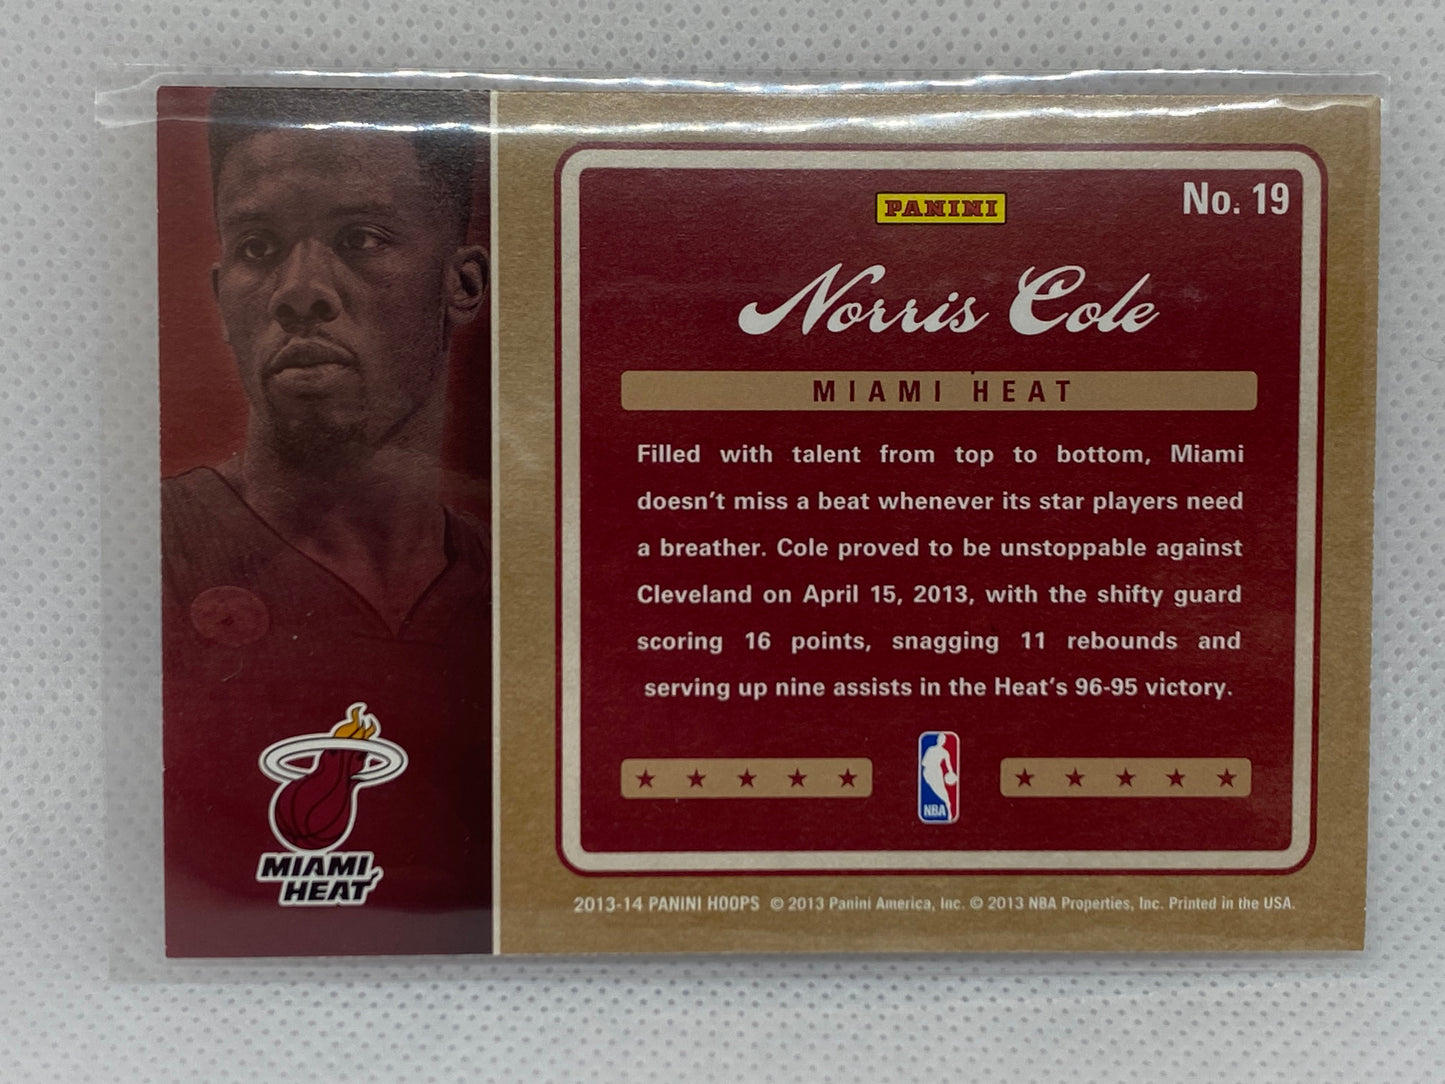 PANINI
No. 19
Norris Cole
MIAMI HEAT
Filled with talent from top to bottom, Miami
doesn't miss a beat whenever its star players need
a breather. Cole proved to be unstoppable against
Cleveland on April 15, 2013, with the shifty guard
scoring 16 points, snagging 11 rebounds and
serving up nine assists in the Heat's 96-95 victory.
NBA
MIAMI
HEAT
2013-14 PANINI HOOPS © 2013 Panini America, Inc. © 2013 NBA Properties, Inc. Printed in the USA.